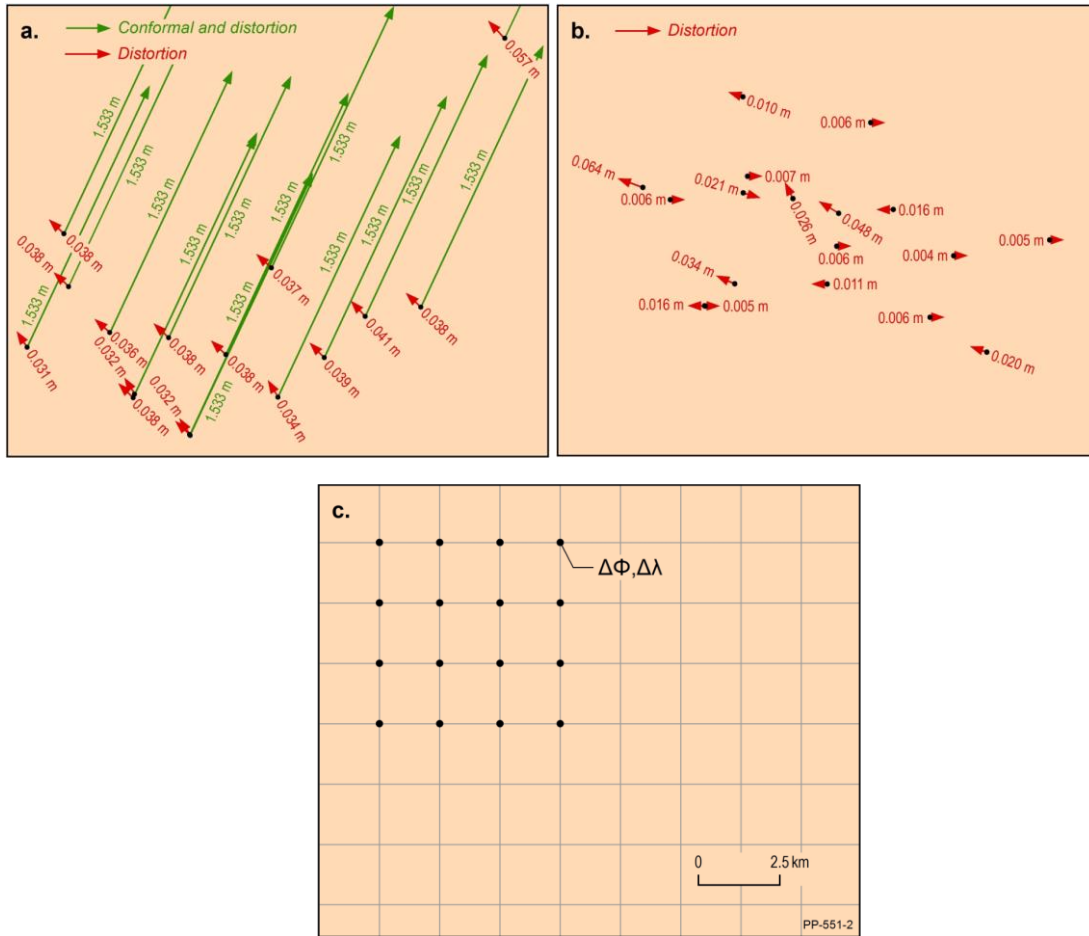 a.
Conformal and distortion
Distortion
0.057 m
1.533 m
1.533 m
1.533 m
1.533 m
1.533 m
1.533 m
1.533 m
1.533 m
1.533 m
1.533 m
1.533 m
1.533 m
1.533 m
0.038 m
0.038 m
0.037 m
0.031 m
0.036 m
0.038 m
0.038 m
0.041 m
0.038 m
0.039 m
0.032 m
0.038 m
0.032 m
0.034 m
b.
Distortion
0.010 m
0.006 m
0.064 m
0.007 m
0.006 m
0.021 m
0.026 m
0.048 m
0.016 m
0.006 m
0.004 m
0.005 m
0.034 m
0.011 m
0.016 m
0.005 m
0.006 m
0.020 m
c.
ΔΦ,Δλ
0 2.5 km
PP-551-2